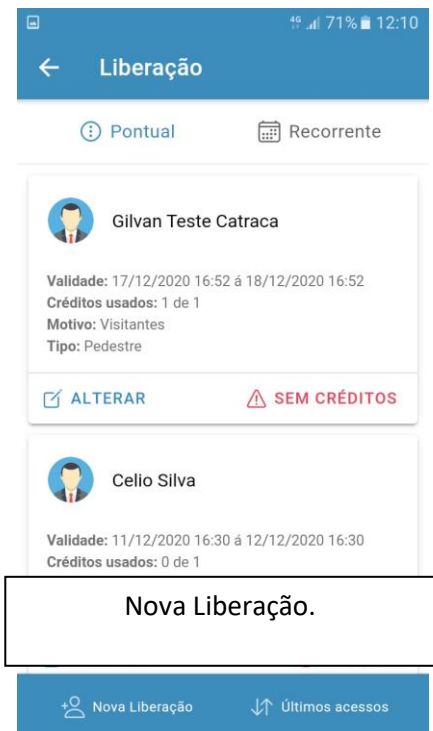 4G 71% 12:10
Liberação
Pontual Recorrente
Gilvan Teste Catraca
Validade: 17/12/2020 16:52 á 18/12/2020 16:52
Créditos usados: 1 de 1
Motivo: Visitantes
Tipo: Pedestre
ALTERAR SEM CRÉDITOS
Celio Silva
Validade: 11/12/2020 16:30 á 12/12/2020 16:30
Créditos usados: 0 de 1
Nova Liberação.
Nova Liberação Últimos acessos